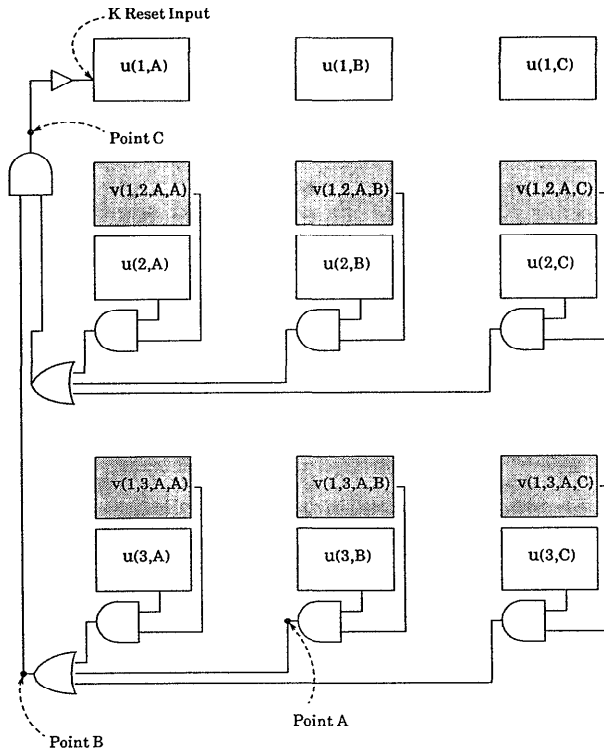 K Reset Input
u(1,A) u(1,B) u(1,C)
Point C
v(1,2,A,A) v(1,2,A,B) v(1,2,A,C)
u(2,A) u(2,B) u(2,C)
v(1,3,A,A) v(1,3,A,B) v(1,3,A,C)
u(3,A) u(3,B) u(3,C)
Point A
Point B